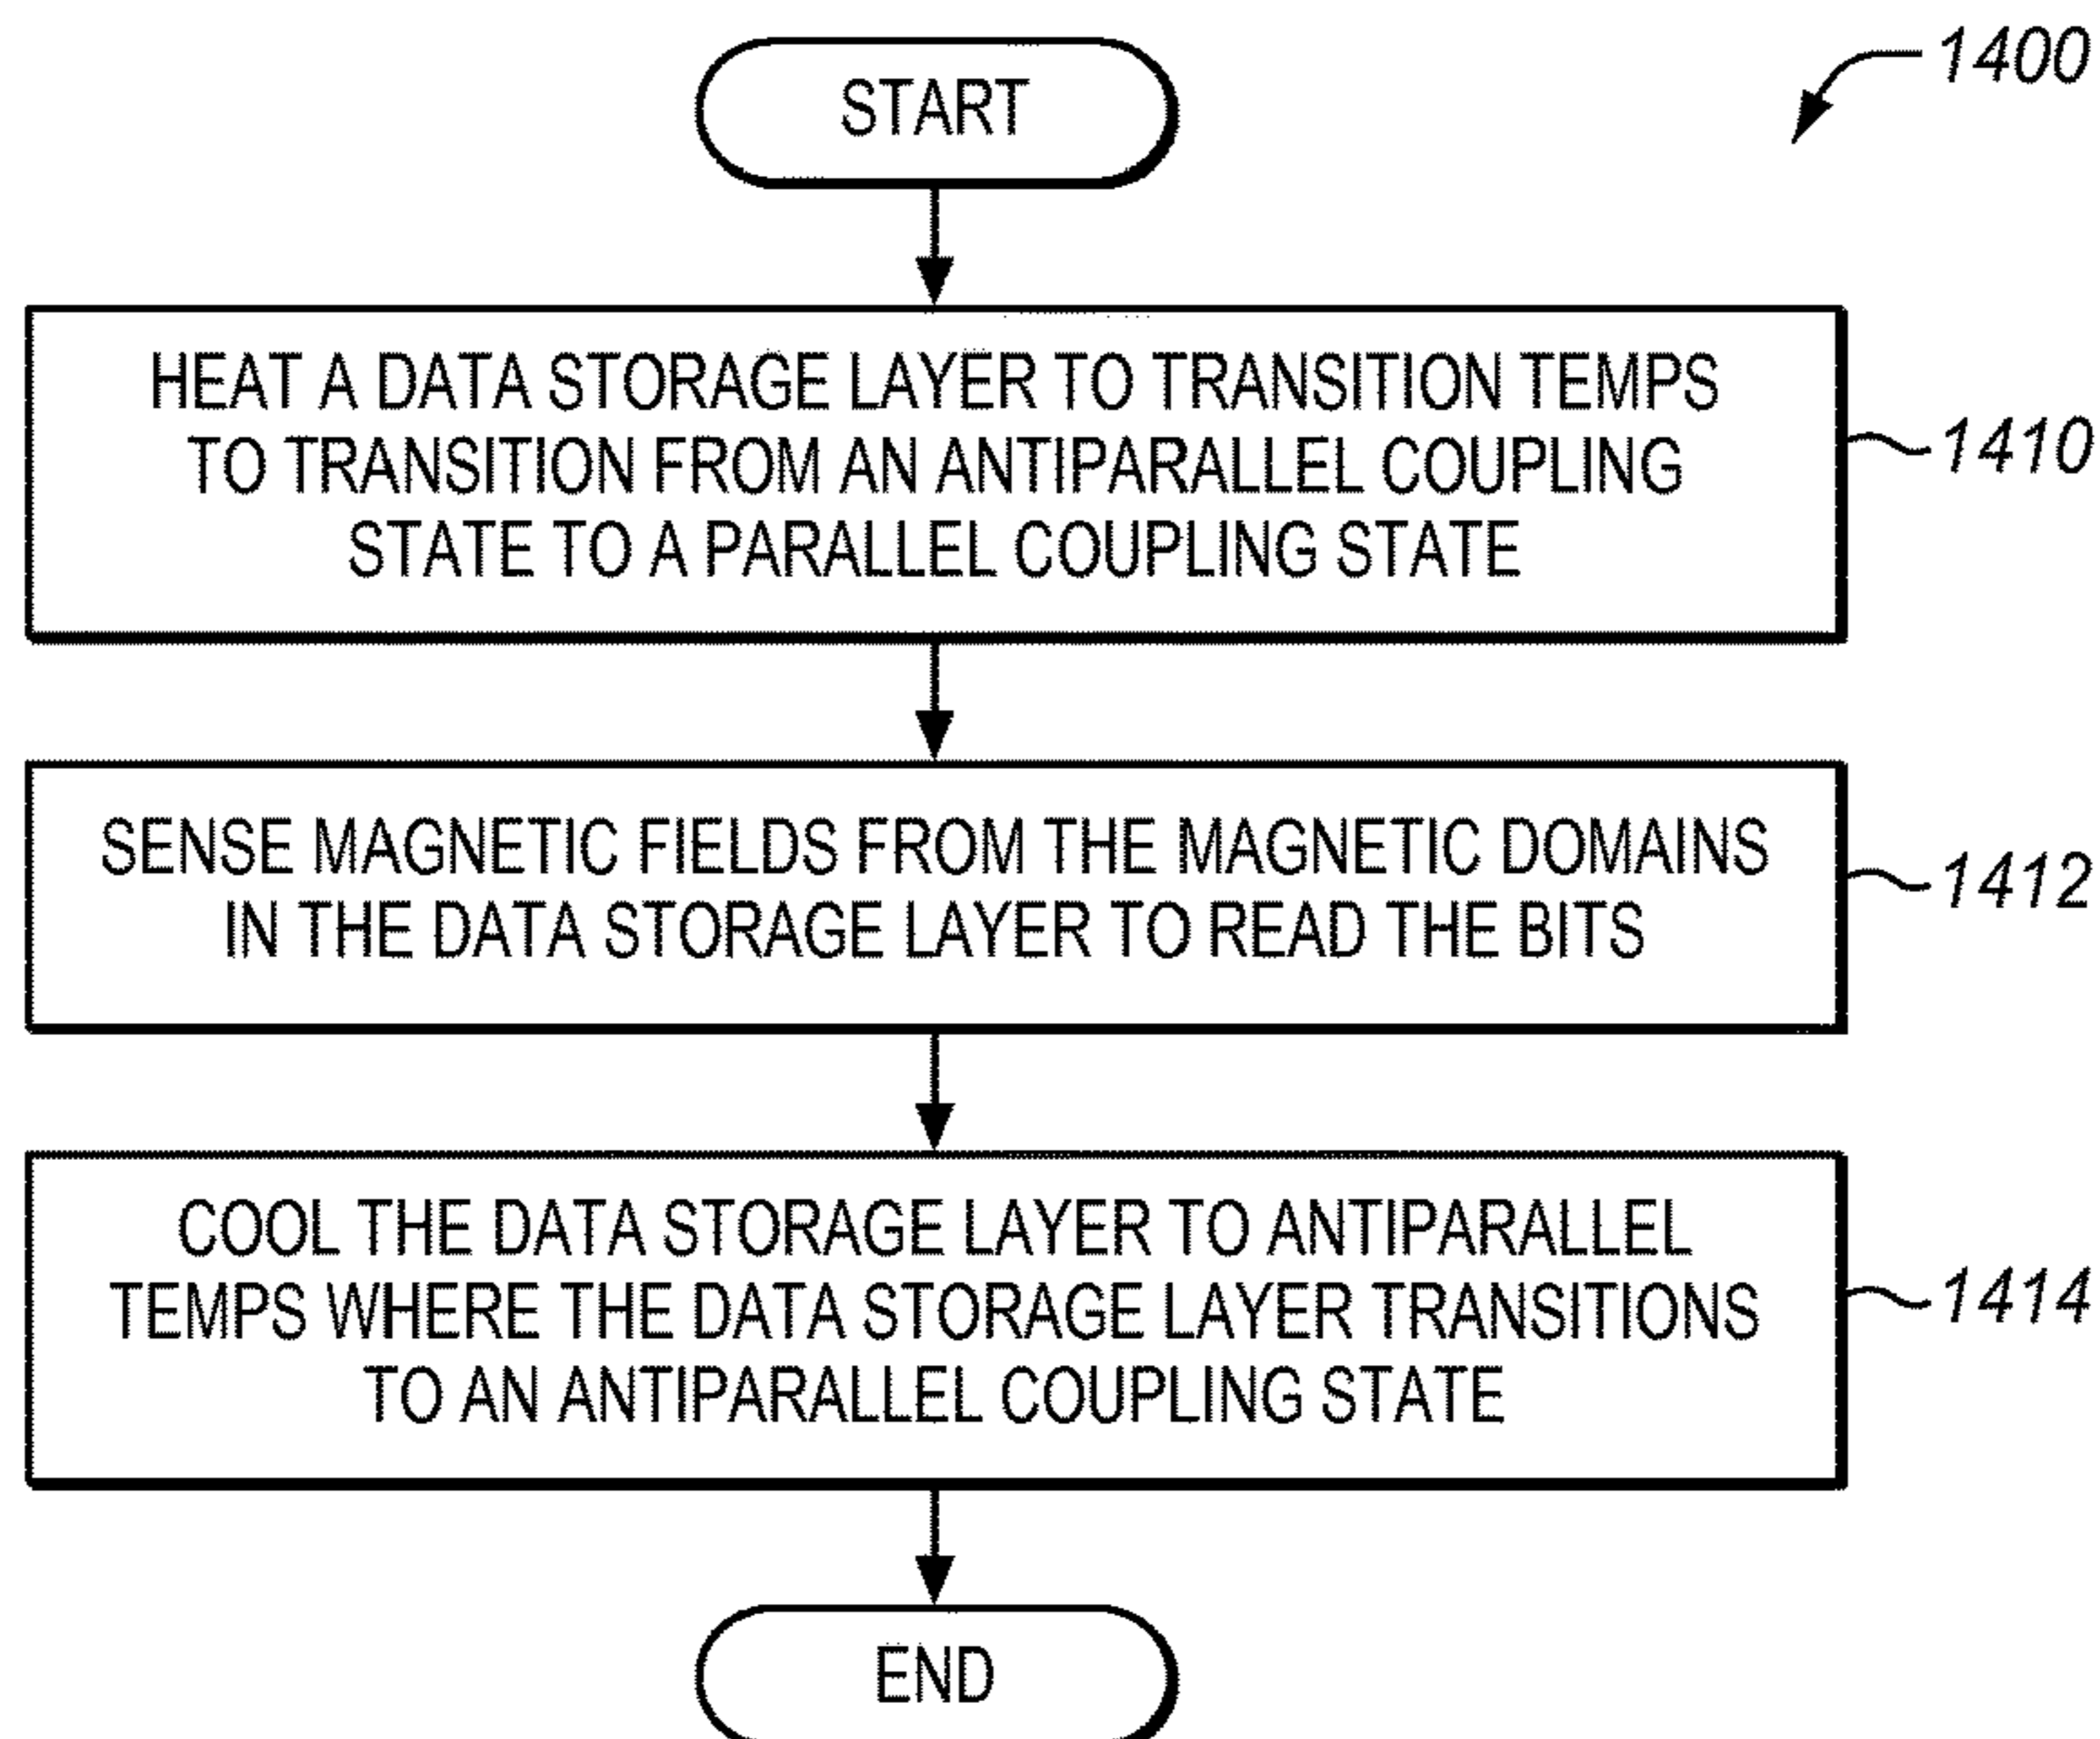 START
1400
HEAT A DATA STORAGE LAYER TO TRANSITION TEMPS
TO TRANSITION FROM AN ANTIPARALLEL COUPLING
STATE TO A PARALLEL COUPLING STATE
1410
SENSE MAGNETIC FIELDS FROM THE MAGNETIC DOMAINS
IN THE DATA STORAGE LAYER TO READ THE BITS
1412
COOL THE DATA STORAGE LAYER TO ANTIPARALLEL
TEMPS WHERE THE DATA STORAGE LAYER TRANSITIONS
TO AN ANTIPARALLEL COUPLING STATE
1414
END